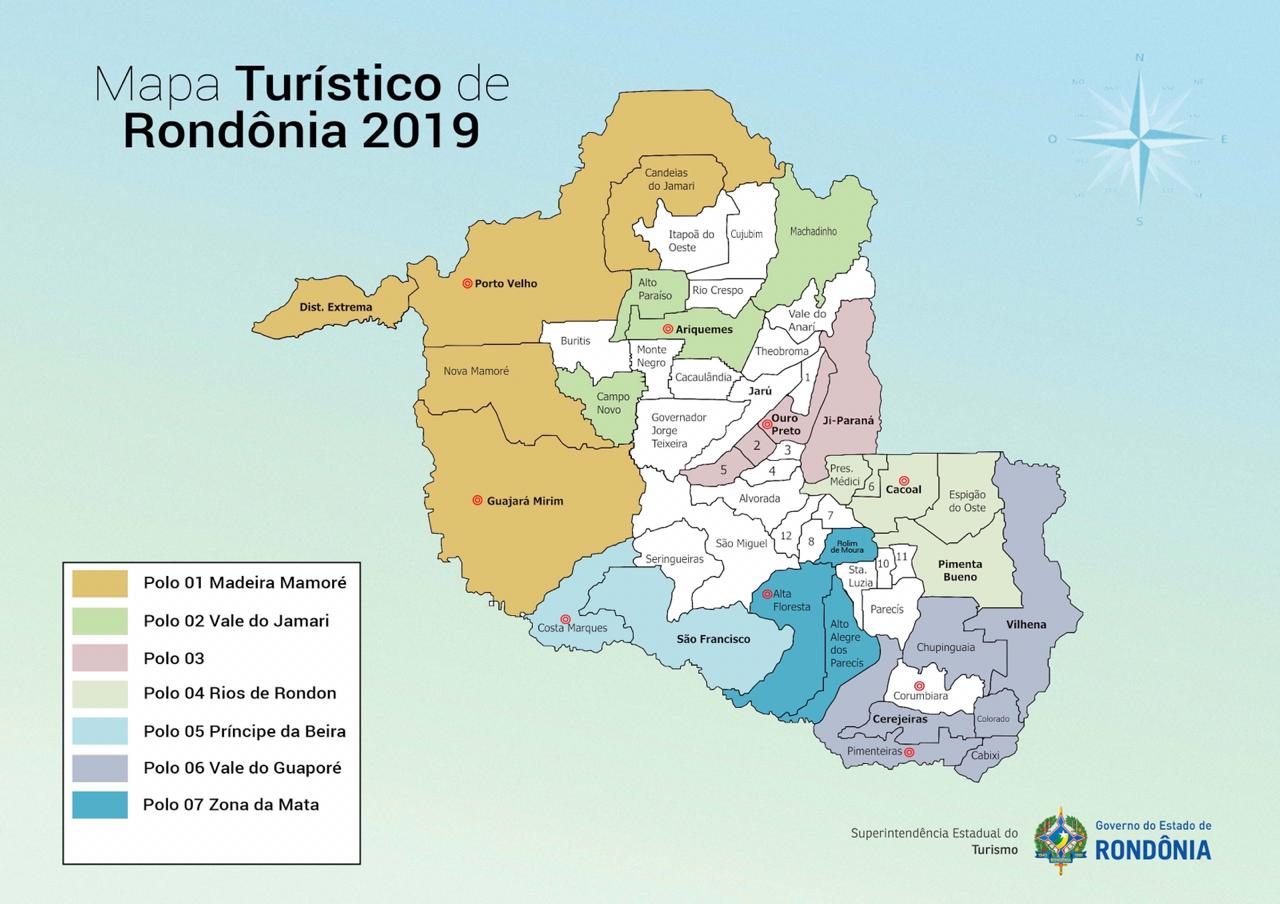 Mapa Turístico de
Rondônia 2019
N
NO
NE
O
E
S
Candeias
do Jamari
Itapoã do
Oeste
Cujubim
Machadinho
Porto Velho
Dist. Extrema
Alto
Paraíso
Rio Crespo
Ariquemes
Vale do
Anarí
Buritis
Monte
Negro
Theobroma
Nova Mamoré
Cacaulândia
1
Jarú
Campo
Novo
Governador
Jorge
Teixeira
Ouro
Preto
Ji-Paraná
2
3
5
4
Pres.
Médici
6
Cacoal
Espigão
do Oeste
Alvorada
Guajará Mirim
7
São Miguel
12
8
Rolim
de Moura
Seringueiras
10
11
Sta.
Luzia
Pimenta
Bueno
Alta
Floresta
Parecís
Costa Marques
São Francisco
Alto
Alegre
dos
Parecís
Vilhena
Chupinguaia
Corumbiara
Cerejeiras
Colorado
Pimenteiras
Cabixi
Polo 01 Madeira Mamoré
Polo 02 Vale do Jamari
Polo 03
Polo 04 Rios de Rondon
Polo 05 Príncipe da Beira
Polo 06 Vale do Guaporé
Polo 07 Zona da Mata
Superintendência Estadual do
Turismo
Governo do Estado de
RONDÔNIA